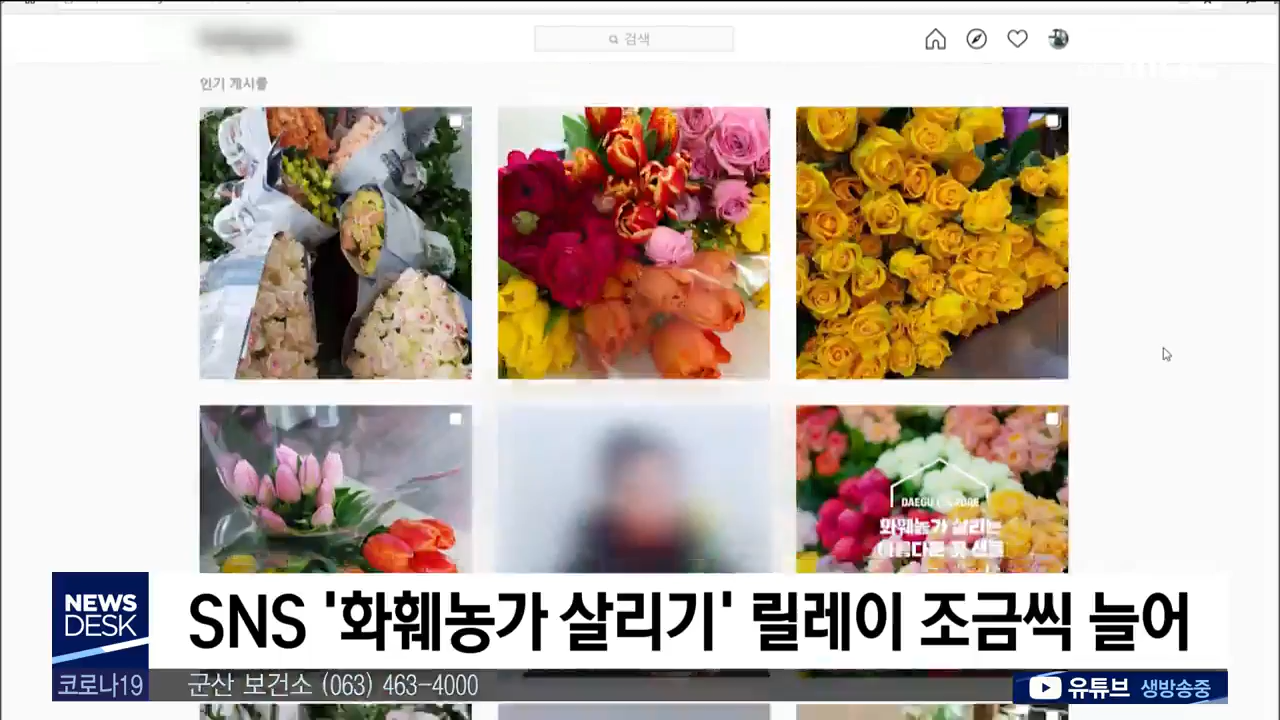 검색
인기 게시물
화훼농가 살리는
NEWS
DESK
SNS '화훼농가 살리기' 릴레이 조금씩 늘어
코로나19
군산 보건소 (063) 463-4000
유튜브 생방송중